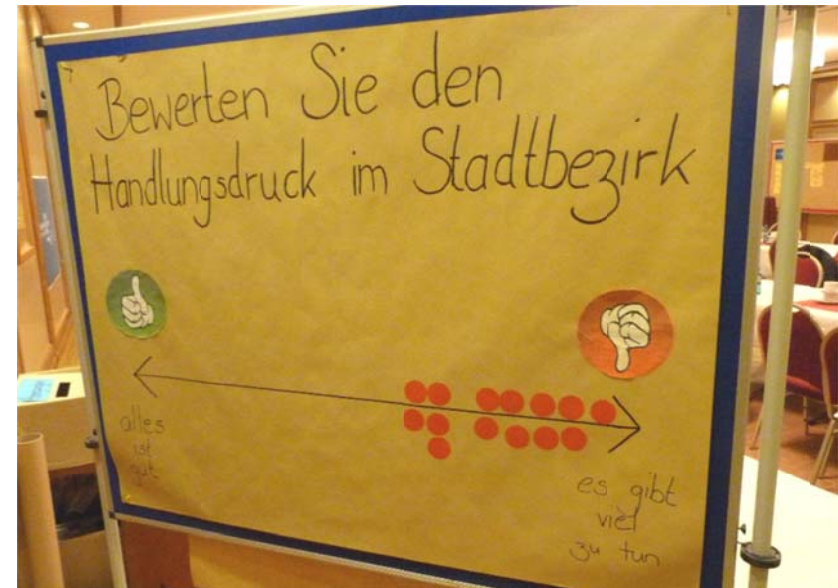 Bewerten Sie den
Handlungsdruck im Stadtbezirk
alles
ist
gut
es gibt
viel
zu tun